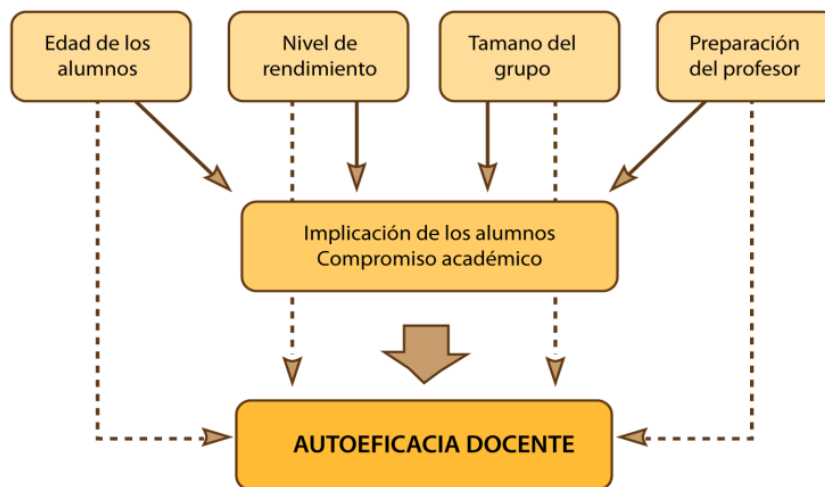 Edad de los
alumnos
Nivel de
rendimiento
Tamano del
grupo
Preparación
del profesor
Implicación de los alumnos
Compromiso académico
AUTOEFICACIA DOCENTE